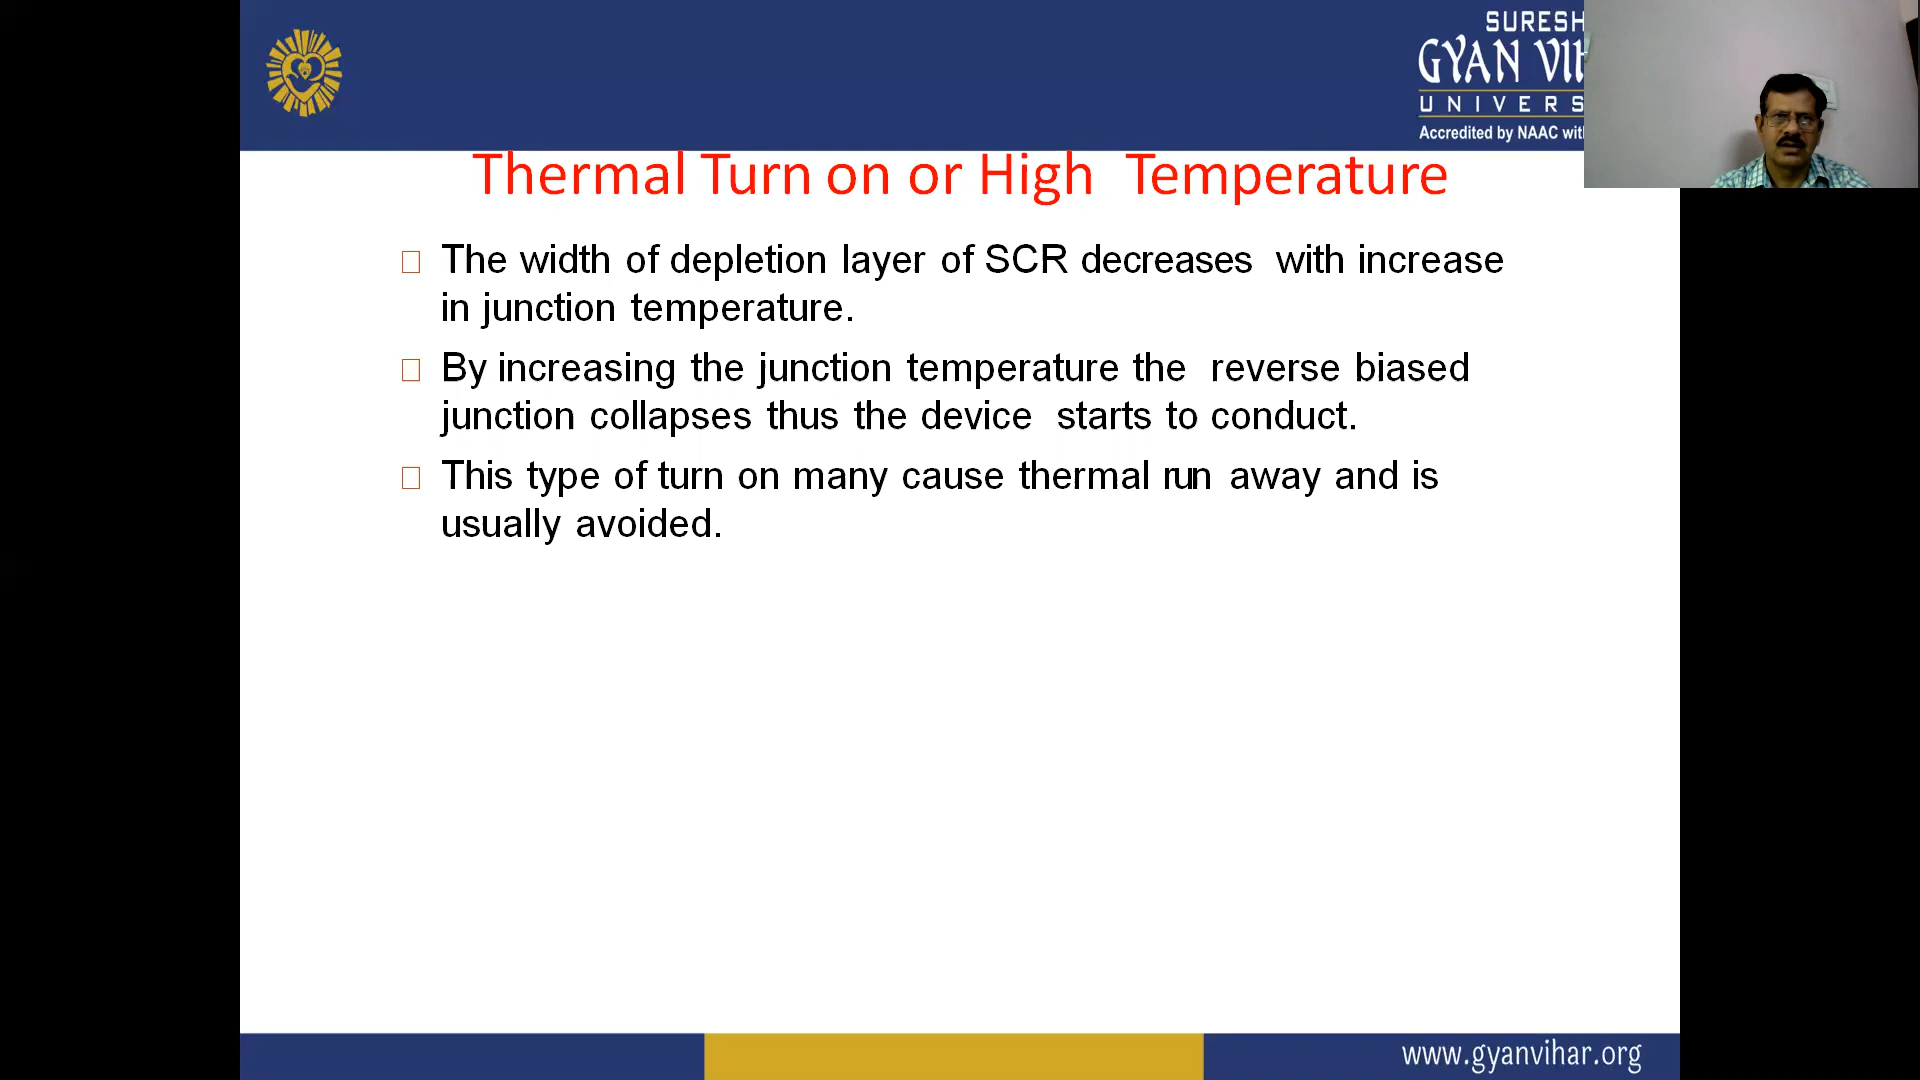 SURESH
GYAN VIH
UNIVERS
Accredited by NAAC with
Thermal Turn on or High Temperature
The width of depletion layer of SCR decreases with increase
in junction temperature.
By increasing the junction temperature the reverse biased
junction collapses thus the device starts to conduct.
This type of turn on many cause thermal run away and is
usually avoided.
www.gyanvihar.org